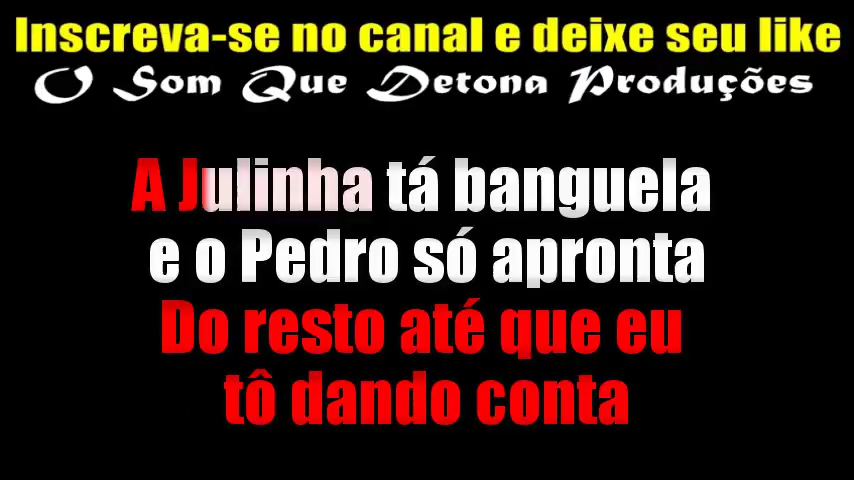 Inscreva-se no canal e deixe seu like
O Som Que Detona Produções
A Julinha tá banguela
e o Pedro só apronta
Do resto até que eu
tô dando conta